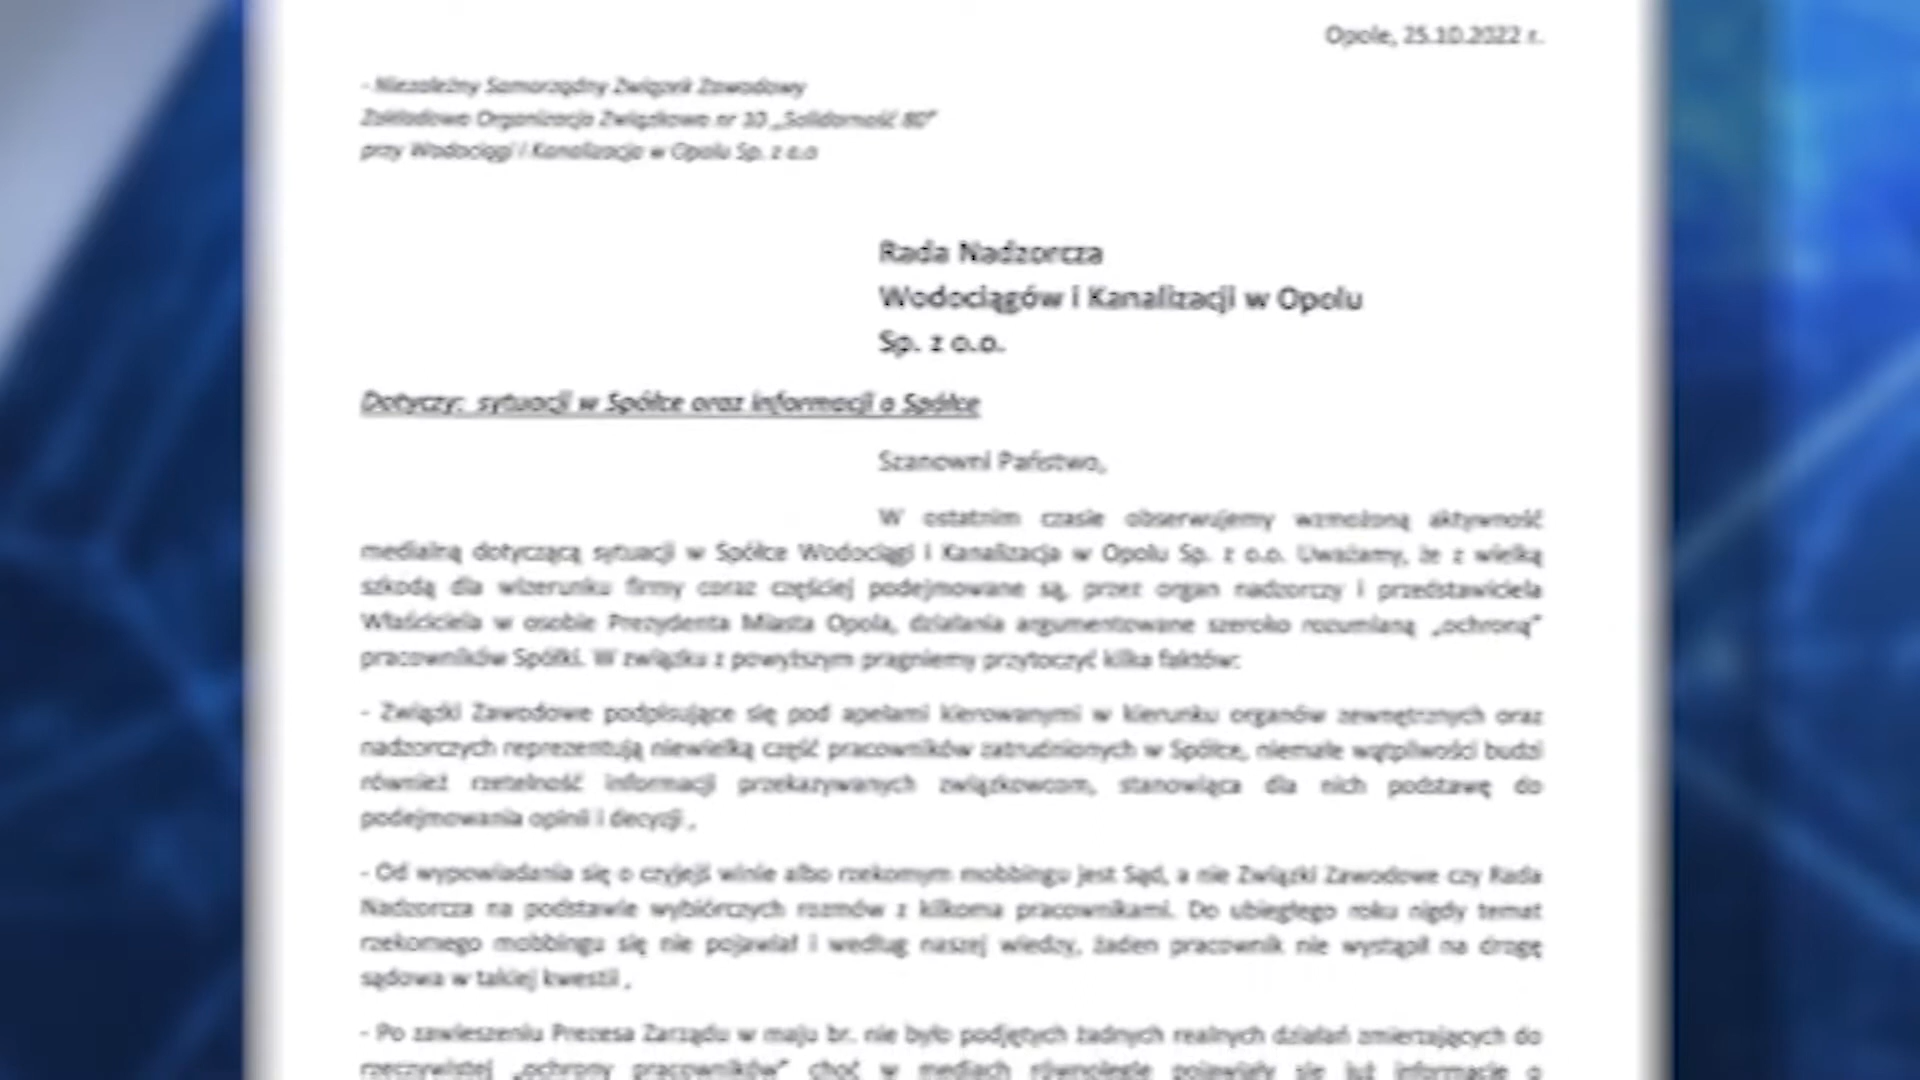 Opole, 25.10.2022 r.
- Niezależny Samorządny Związek Zawodowy
Zakładowa Organizacja Związkowa nr 10 „Solidarność 80”
przy Wodociągi i Kanalizacja w Opolu Sp. z o.o
Rada Nadzorcza
Wodociągów i Kanalizacji w Opolu
Sp. z o.o.
Dotyczy: sytuacji w Spółce oraz informacji o Spółce
Szanowni Państwo,
W ostatnim czasie obserwujemy wzmożoną aktywność
medialną dotyczącą sytuacji w Spółce Wodociągi i Kanalizacja w Opolu Sp. z o.o. Uważamy, że z wielką
szkodą dla wizerunku firmy coraz częściej podejmowane są, przez organ nadzorczy i przedstawiciela
Właściciela w osobie Prezydenta Miasta Opola, działania argumentowane szeroko rozumianą „ochroną”
pracowników Spółki. W związku z powyższym pragniemy przytoczyć kilka faktów:
- Związki Zawodowe podpisujące się pod apelami kierowanymi w kierunku organów zewnętrznych oraz
nadzorczych reprezentują niewielką część pracowników zatrudnionych w Spółce, niemałe wątpliwości budzi
również rzetelność informacji przekazywanych związkowcom, stanowiąca dla nich podstawę do
podejmowania opinii i decyzji ,
- Od wypowiadania się o czyjejś winie albo rzekomym mobbingu jest Sąd, a nie Związki Zawodowe czy Rada
Nadzorcza na podstawie wybiórczych rozmów z kilkoma pracownikami. Do ubiegłego roku nigdy temat
rzekomego mobbingu się nie pojawiał i według naszej wiedzy, żaden pracownik nie wystąpił na drogę
sądowa w takiej kwestii ,
- Po zawieszeniu Prezesa Zarządu w maju br. nie było podjętych żadnych realnych działań zmierzających do
rzeczywistej „ochrony pracowników” choć w mediach równolegle pojawiały się już informacje o